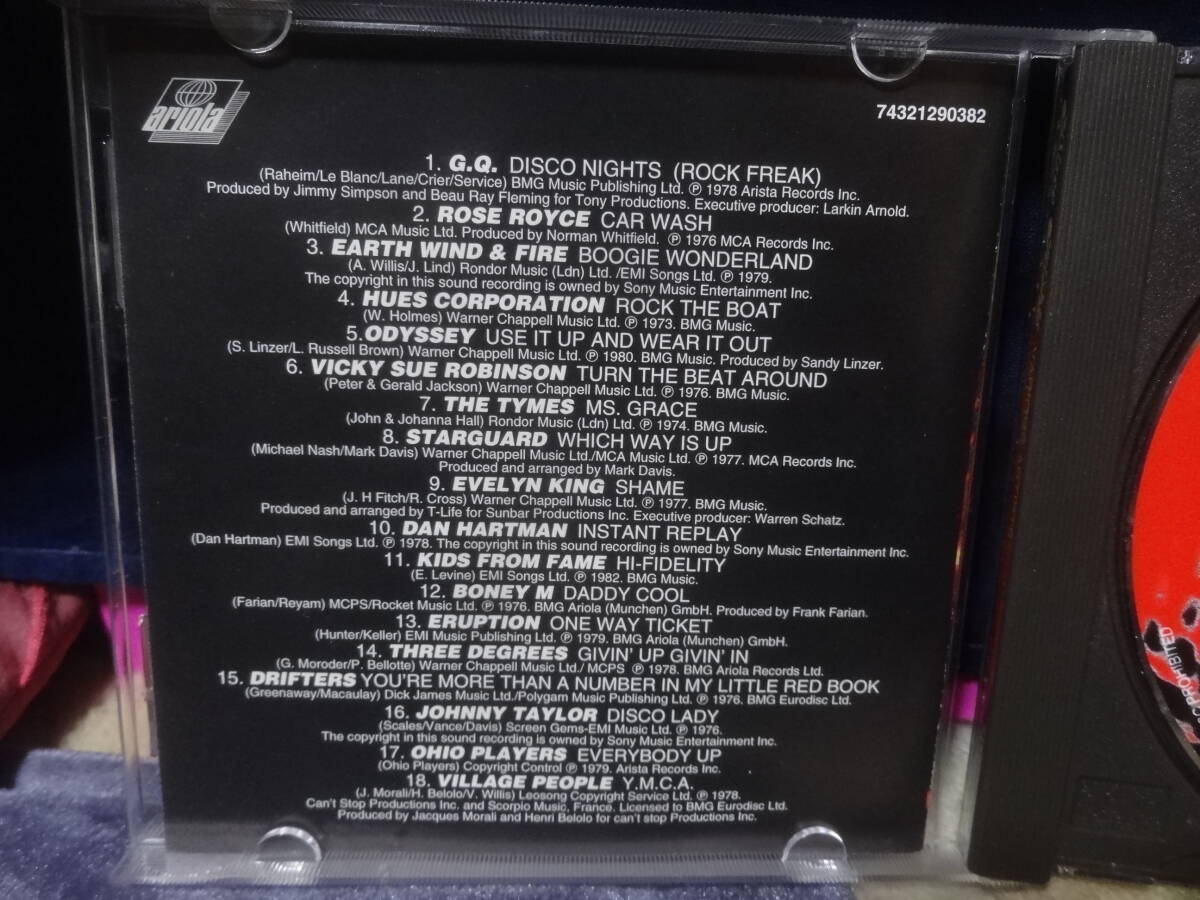 ariola
74321290382
1. G.Q. DISCO NIGHTS (ROCK FREAK)
(Raheim/Le Blanc/Lane/Crier/Service) BMG Music Publishing Ltd. ℗ 1978 Arista Records Inc.
Produced by Jimmy Simpson and Beau Ray Fleming for Tony Productions. Executive producer: Larkin Arnold.
2. ROSE ROYCE CAR WASH
(Whitfield) MCA Music Ltd. Produced by Norman Whitfield. ℗ 1976 MCA Records Inc.
3. EARTH WIND & FIRE BOOGIE WONDERLAND
(A. Willis/J. Lind) Rondor Music (Ldn) Ltd. /EMI Songs Ltd. ℗ 1979.
The copyright in this sound recording is owned by Sony Music Entertainment Inc.
4. HUES CORPORATION ROCK THE BOAT
(W. Holmes) Warner Chappell Music Ltd. ℗ 1973. BMG Music.
5.ODYSSEY USE IT UP AND WEAR IT OUT
(S. Linzer/L. Russell Brown) Warner Chappell Music Ltd. ℗ 1980. BMG Music. Produced by Sandy Linzer.
6. VICKY SUE ROBINSON TURN THE BEAT AROUND
(Peter & Gerald Jackson) Warner Chappell Music Ltd. ℗ 1976. BMG Music.
7. THE TYMES MS. GRACE
(John & Johanna Hall) Rondor Music (Ldn) Ltd. ℗ 1974. BMG Music.
8. STARGUARD WHICH WAY IS UP
(Michael Nash/Mark Davis) Warner Chappell Music Ltd./MCA Music Ltd. ℗ 1977. MCA Records Inc.
Produced and arranged by Mark Davis.
9. EVELYN KING SHAME
(J. H Fitch/R. Cross) Warner Chappell Music Ltd. ℗ 1977. BMG Music.
Produced and arranged by T-Life for Sunbar Productions Inc. Executive producer: Warren Schatz.
10. DAN HARTMAN INSTANT REPLAY
(Dan Hartman) EMI Songs Ltd. ℗ 1978. The copyright in this sound recording is owned by Sony Music Entertainment Inc.
11. KIDS FROM FAME HI-FIDELITY
(E. Levine) EMI Songs Ltd. ℗ 1982. BMG Music.
12. BONEY M DADDY COOL
(Farian/Reyam) MCPS/Rocket Music Ltd. ℗ 1976. BMG Ariola (Munchen) GmbH. Produced by Frank Farian.
13. ERUPTION ONE WAY TICKET
(Hunter/Keller) EMI Music Publishing Ltd. ℗ 1979. BMG Ariola (Munchen) GmbH.
14. THREE DEGREES GIVIN' UP GIVIN' IN
(G. Moroder/P. Bellotte) Warner Chappell Music Ltd./ MCPS ℗ 1978. BMG Ariola Records Ltd.
15. DRIFTERS YOU'RE MORE THAN A NUMBER IN MY LITTLE RED BOOK
(Greenaway/Macaulay) Dick James Music Ltd./Polygam Music Publishing Ltd. ℗ 1976. BMG Eurodisc Ltd.
16. JOHNNY TAYLOR DISCO LADY
(Scales/Vance/Davis) Screen Gems-EMI Music Ltd. ℗ 1976.
The copyright in this sound recording is owned by Sony Music Entertainment Inc.
17. OHIO PLAYERS EVERYBODY UP
(Ohio Players) Copyright Control ℗ 1979. Arista Records Inc.
18. VILLAGE PEOPLE Y.M.C.A.
(J. Morali/H. Belolo/V. Willis) Leosong Copyright Service Ltd. ℗ 1978.
Can't Stop Productions Inc. and Scorpio Music, France. Licensed to BMG Eurodisc Ltd.
Produced by Jacques Morali and Henri Belolo for can't stop Productions Inc.
PROHIBITED